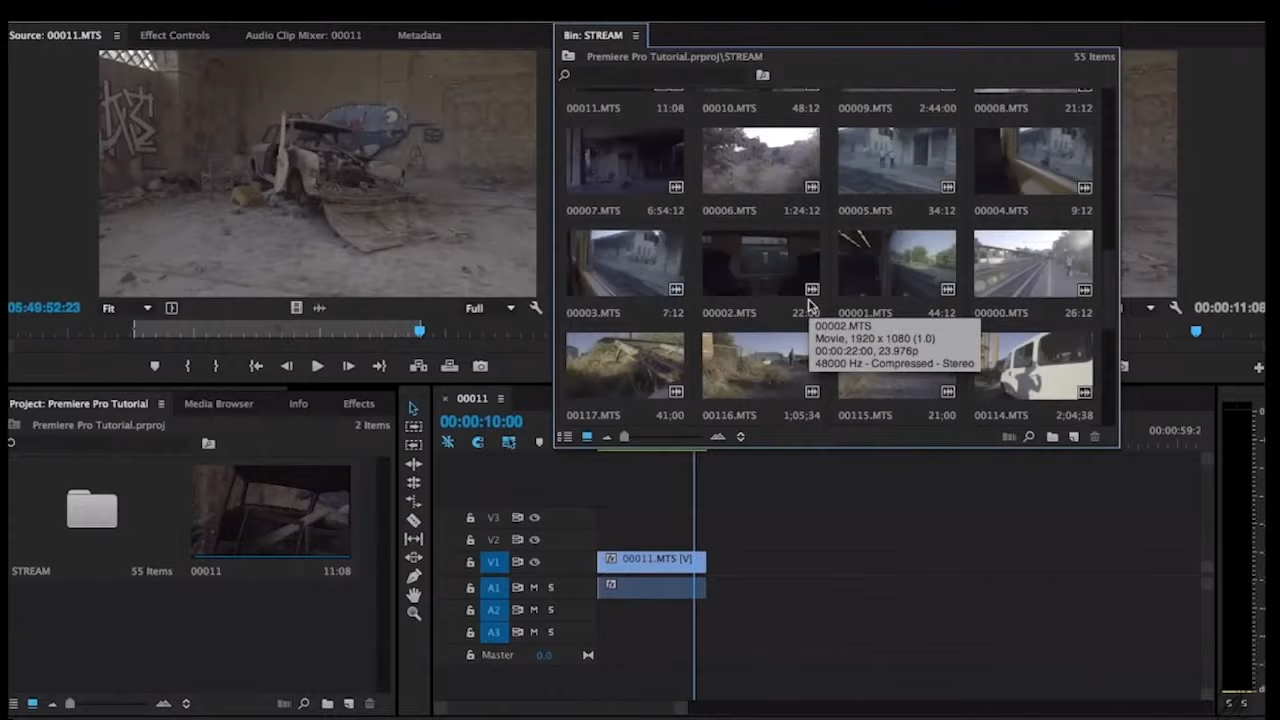 Source: 00011.MTS
Effect Controls
Audio Clip Mixer: 00011
Metadata
Bin: STREAM
Premiere Pro Tutorial.prproj\STREAM
55 Items
00011.MTS 11:08
00010.MTS 48:12
00009.MTS 2:44:00
00008.MTS 21:12
00007.MTS 6:54:12
00006.MTS 1:24:12
00005.MTS 34:12
00004.MTS 9:12
00003.MTS 7:12
00002.MTS
00001.MTS 44:12
00000.MTS 26:12
00002.MTS
Movie, 1920 x 1080 (1.0)
00:00:22:00, 23.976p
48000 Hz - Compressed - Stereo
00117.MTS 41:00
00116.MTS 1:05;34
00115.MTS 21:00
00114.MTS 2:04;38
05:49:52:23
Fit
Full
00:00:11:08
Project: Premiere Pro Tutorial
Media Browser
Info
Effects
Premiere Pro Tutorial.prproj
2 Items
STREAM 55 Items
00011 11:08
× 00011
00:00:10:00
00:00:59:2
V3
V2
V1
00011.MTS [V]
A1 M S
A2 M S
A3 M S
Master 0.0
0
S S